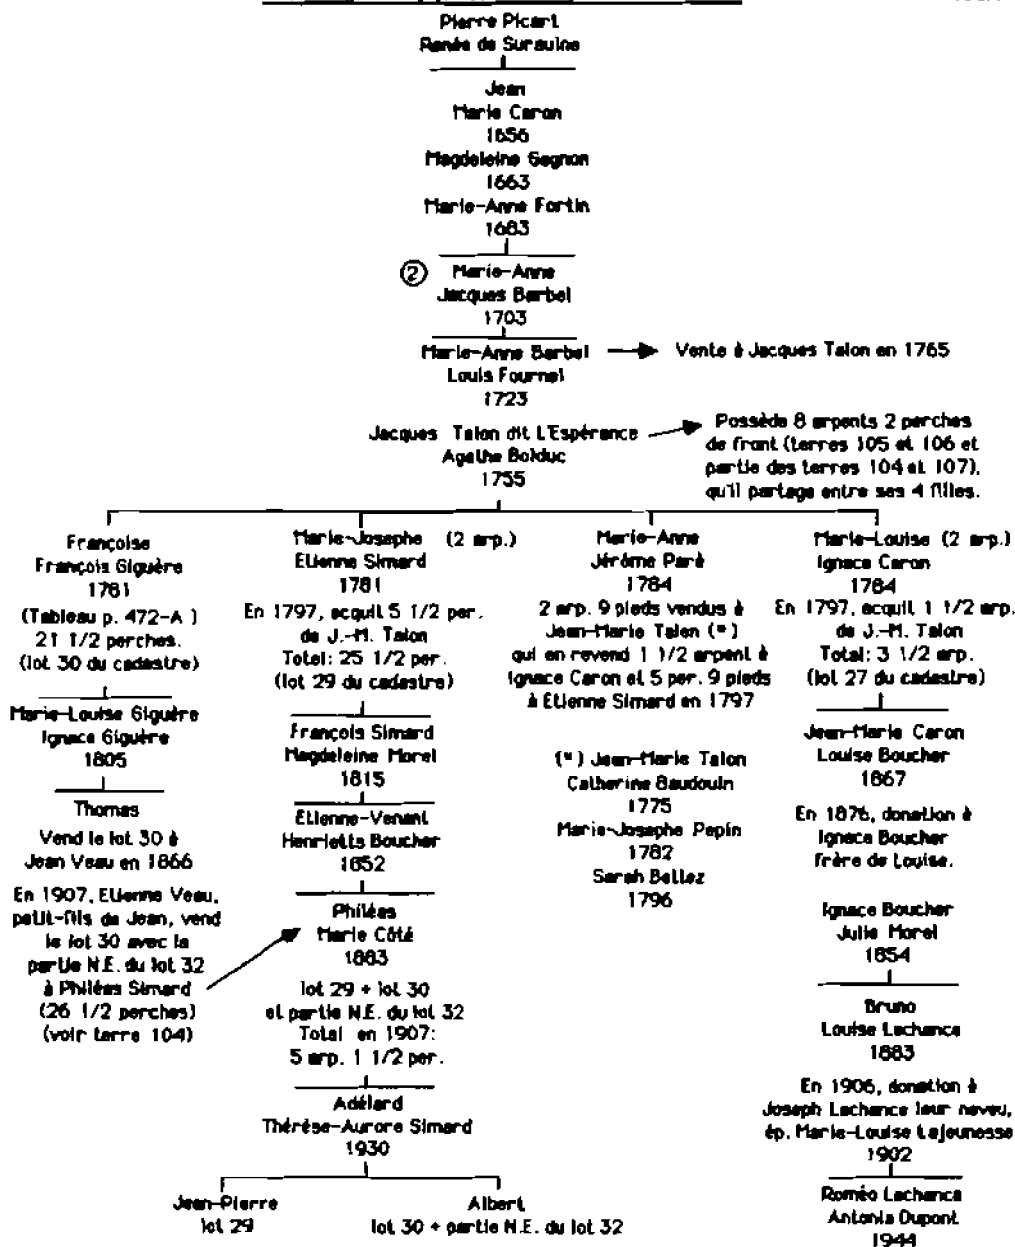 Pierre Picart
Renée de Suraulne
Jean
Marie Caron
1656
Magdeleine Gagnon
1663
Marie-Anne Fortin
1683
② Marie-Anne
Jacques Barbel
1703
Marie-Anne Barbel
Louis Fournel
1723
Vente à Jacques Talon en 1765
Jacques Talon dit L'Espérance
Agathe Bolduc
1755
Possède 8 arpents 2 perches
de front (terres 105 et 106 et
partie des terres 104 et 107),
qu'il partage entre ses 4 filles.
Françoise
François Giguère
1781
(Tableau p. 472-A )
21 1/2 perches.
(lot 30 du cadastre)
Marie-Louise Giguère
Ignace Giguère
1805
Thomas
Vend le lot 30 à
Jean Veau en 1866
En 1907, Etienne Veau,
petit-fils de Jean, vend
le lot 30 avec la
partie N.E. du lot 32
à Philéas Simard
(26 1/2 perches)
(voir terre 104)
Marie-Josephe (2 arp.)
Etienne Simard
1781
En 1797, acquit 5 1/2 per.
de J.-M. Talon
Total: 25 1/2 per.
(lot 29 du cadastre)
François Simard
Magdeleine Morel
1815
Etienne-Venant
Henrietts Boucher
1852
Philéas
Marie Côté
1883
lot 29 + lot 30
et partie N.E. du lot 32
Total en 1907:
5 arp. 1 1/2 per.
Adélard
Thérèse-Aurore Simard
1930
Jean-Pierre
lot 29
Albert
lot 30 + partie N.E. du lot 32
Marie-Anne
Jérôme Paré
1784
2 arp. 9 pieds vendus à
Jean-Marie Talon (*)
qui en revend 1 1/2 arpent à
Ignace Caron et 5 per. 9 pieds
à Etienne Simard en 1797
(*) Jean-Marie Talon
Catherine Baudouin
1775
Marie-Josephe Pepin
1782
Sarah Bellez
1796
Marie-Louise (2 arp.)
Ignace Caron
1784
En 1797, acquit 1 1/2 arp.
de J.-M. Talon
Total: 3 1/2 arp.
(lot 27 du cadastre)
Jean-Marie Caron
Louise Boucher
1867
En 1876, donation à
Ignace Boucher
frère de Louise.
Ignace Boucher
Julie Morel
1854
Bruno
Louise Lachance
1883
En 1906, donation à
Joseph Lachance leur neveu,
ép. Marie-Louise Lajeunesse
1902
Roméo Lachance
Antonia Dupont
1944